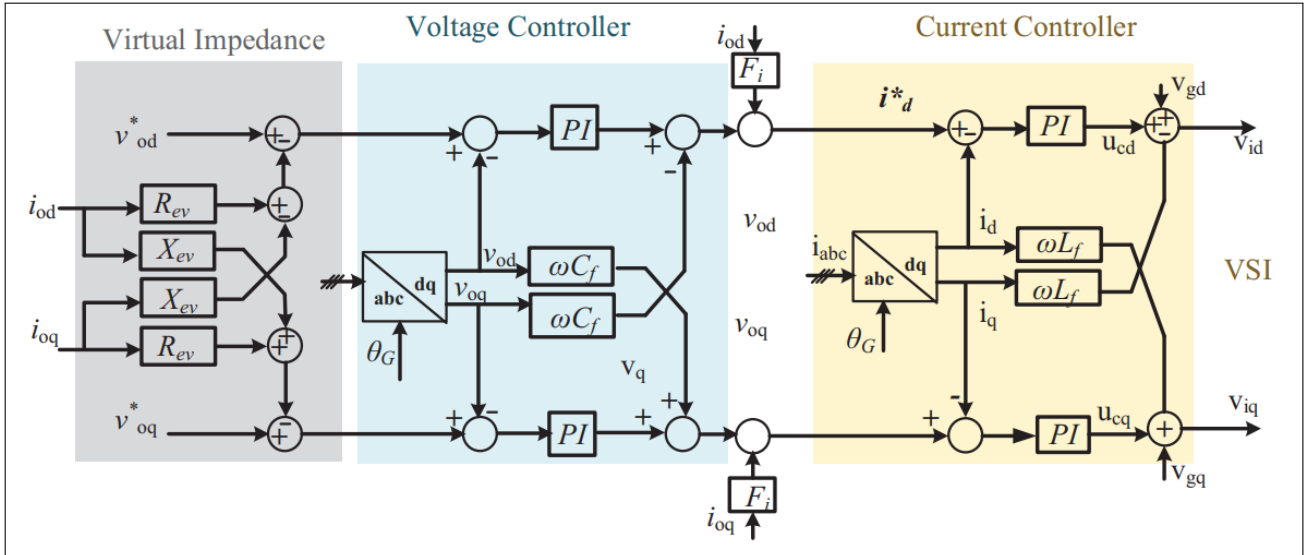 Virtual Impedance
Voltage Controller
Current Controller
i_od
F_i
v*_od
+ -
+ -
PI
+ -
i*_d
+ -
PI
u_cd
v_gd
+ + -
v_id
i_od
R_ev
+ -
X_ev
X_ev
i_oq
R_ev
+ +
v*_oq
+ -
abc
dq
θ_G
v_od
v_oq
ωC_f
ωC_f
v_q
+ -
PI
+ +
v_od
v_oq
F_i
i_oq
i_abc
abc
dq
θ_G
i_d
i_q
ωL_f
ωL_f
VSI
+ -
PI
u_cq
+
v_iq
v_gq